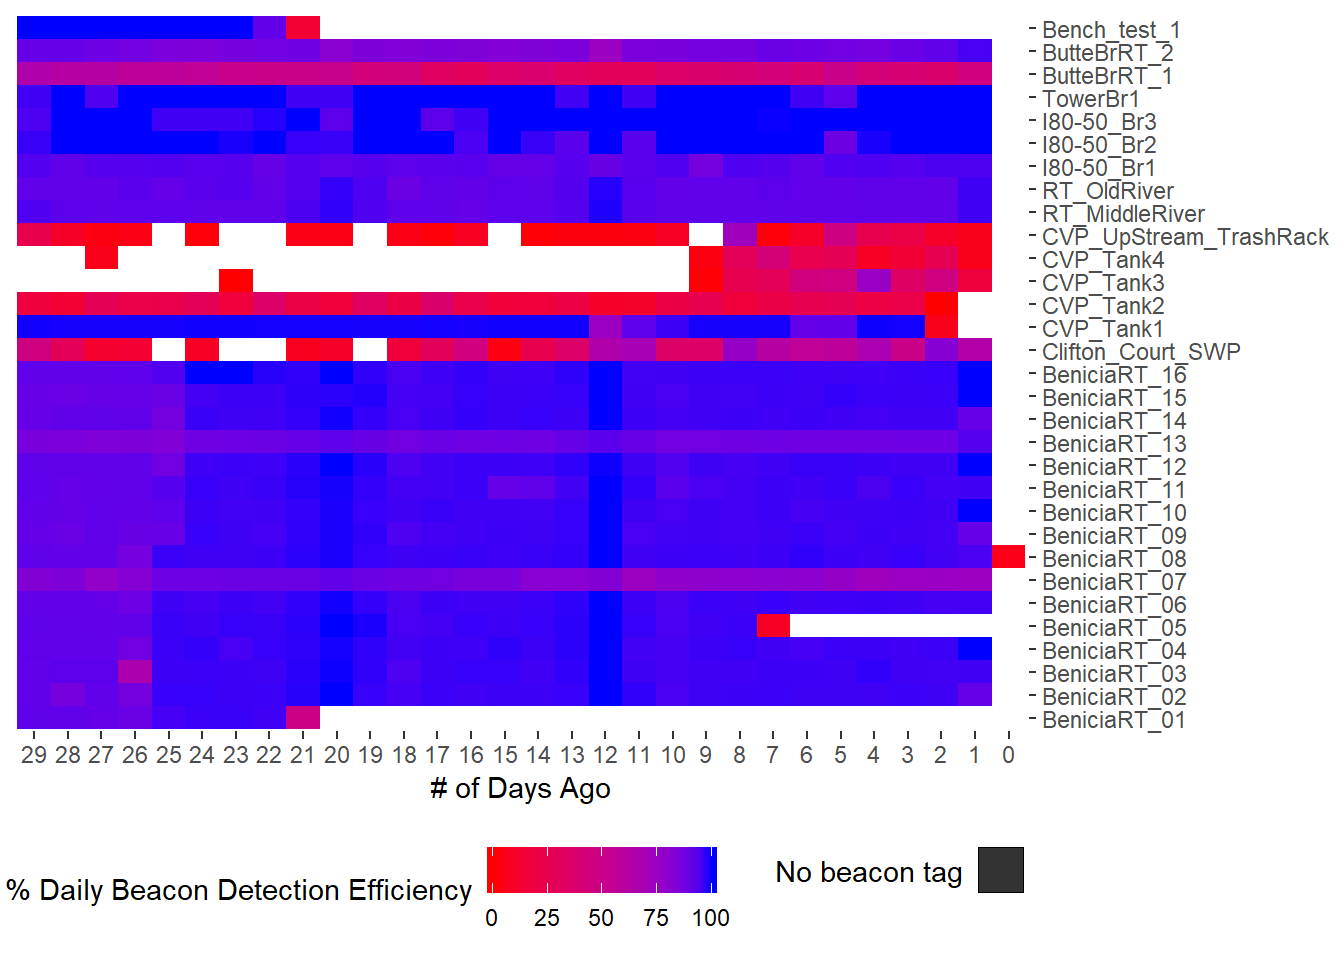 Bench_test_1
ButteBrRT_2
ButteBrRT_1
TowerBr1
I80-50_Br3
I80-50_Br2
I80-50_Br1
RT_OldRiver
RT_MiddleRiver
CVP_UpStream_TrashRack
CVP_Tank4
CVP_Tank3
CVP_Tank2
CVP_Tank1
Clifton_Court_SWP
BeniciaRT_16
BeniciaRT_15
BeniciaRT_14
BeniciaRT_13
BeniciaRT_12
BeniciaRT_11
BeniciaRT_10
BeniciaRT_09
BeniciaRT_08
BeniciaRT_07
BeniciaRT_06
BeniciaRT_05
BeniciaRT_04
BeniciaRT_03
BeniciaRT_02
BeniciaRT_01
29 28 27 26 25 24 23 22 21 20 19 18 17 16 15 14 13 12 11 10 9 8 7 6 5 4 3 2 1 0
# of Days Ago
% Daily Beacon Detection Efficiency
0 25 50 75 100
No beacon tag